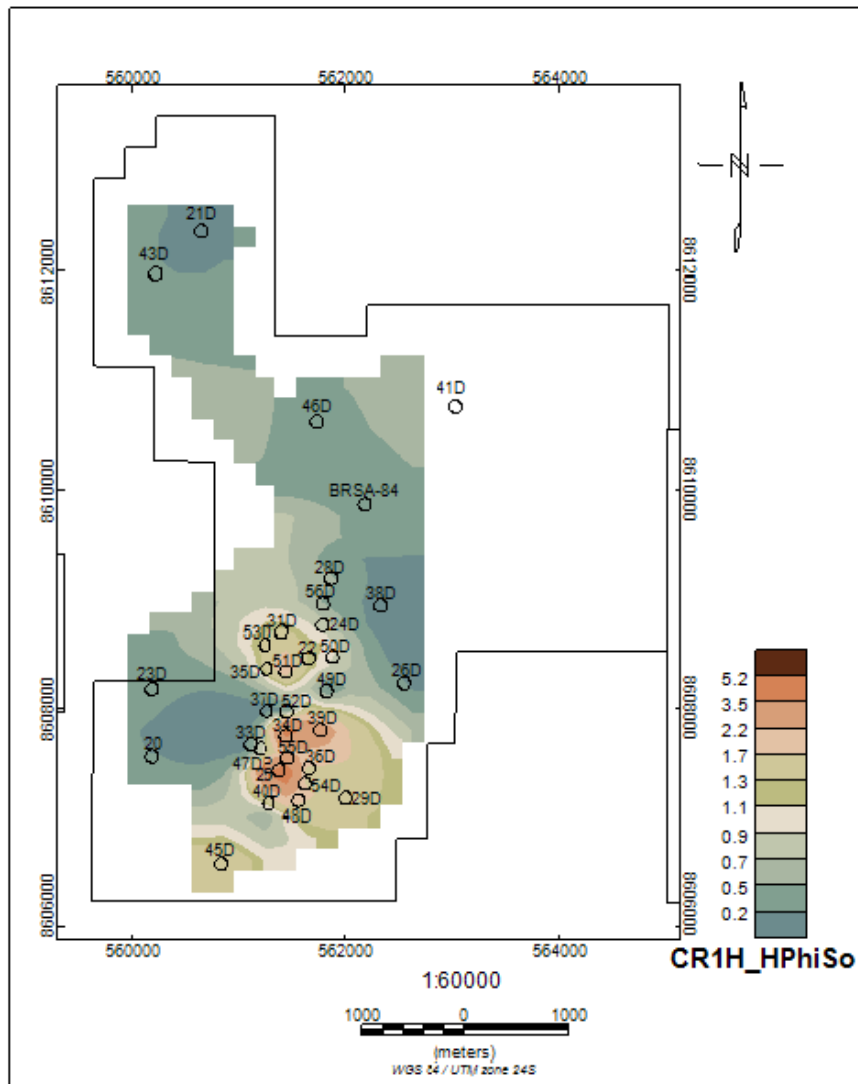 560000 562000 564000
N
21D
43D
8612000 8612000
41D
46D
BRSA-84
8610000 8610000
28D
56D 38D
31D 24D
53D
22 50D
35D 51D
23D 26D
49D
8608000 8608000
37D 52D
34D 39D
33D
20 55D
47D 36D
25
54D
40D 29D
48D
45D
8606000 8606000
560000 562000 564000
5.2
3.5
2.2
1.7
1.3
1.1
0.9
0.7
0.5
0.2
CR1H_HPhiSo
1:60000
1000 0 1000
(meters)
WGS 84 / UTM zone 24S